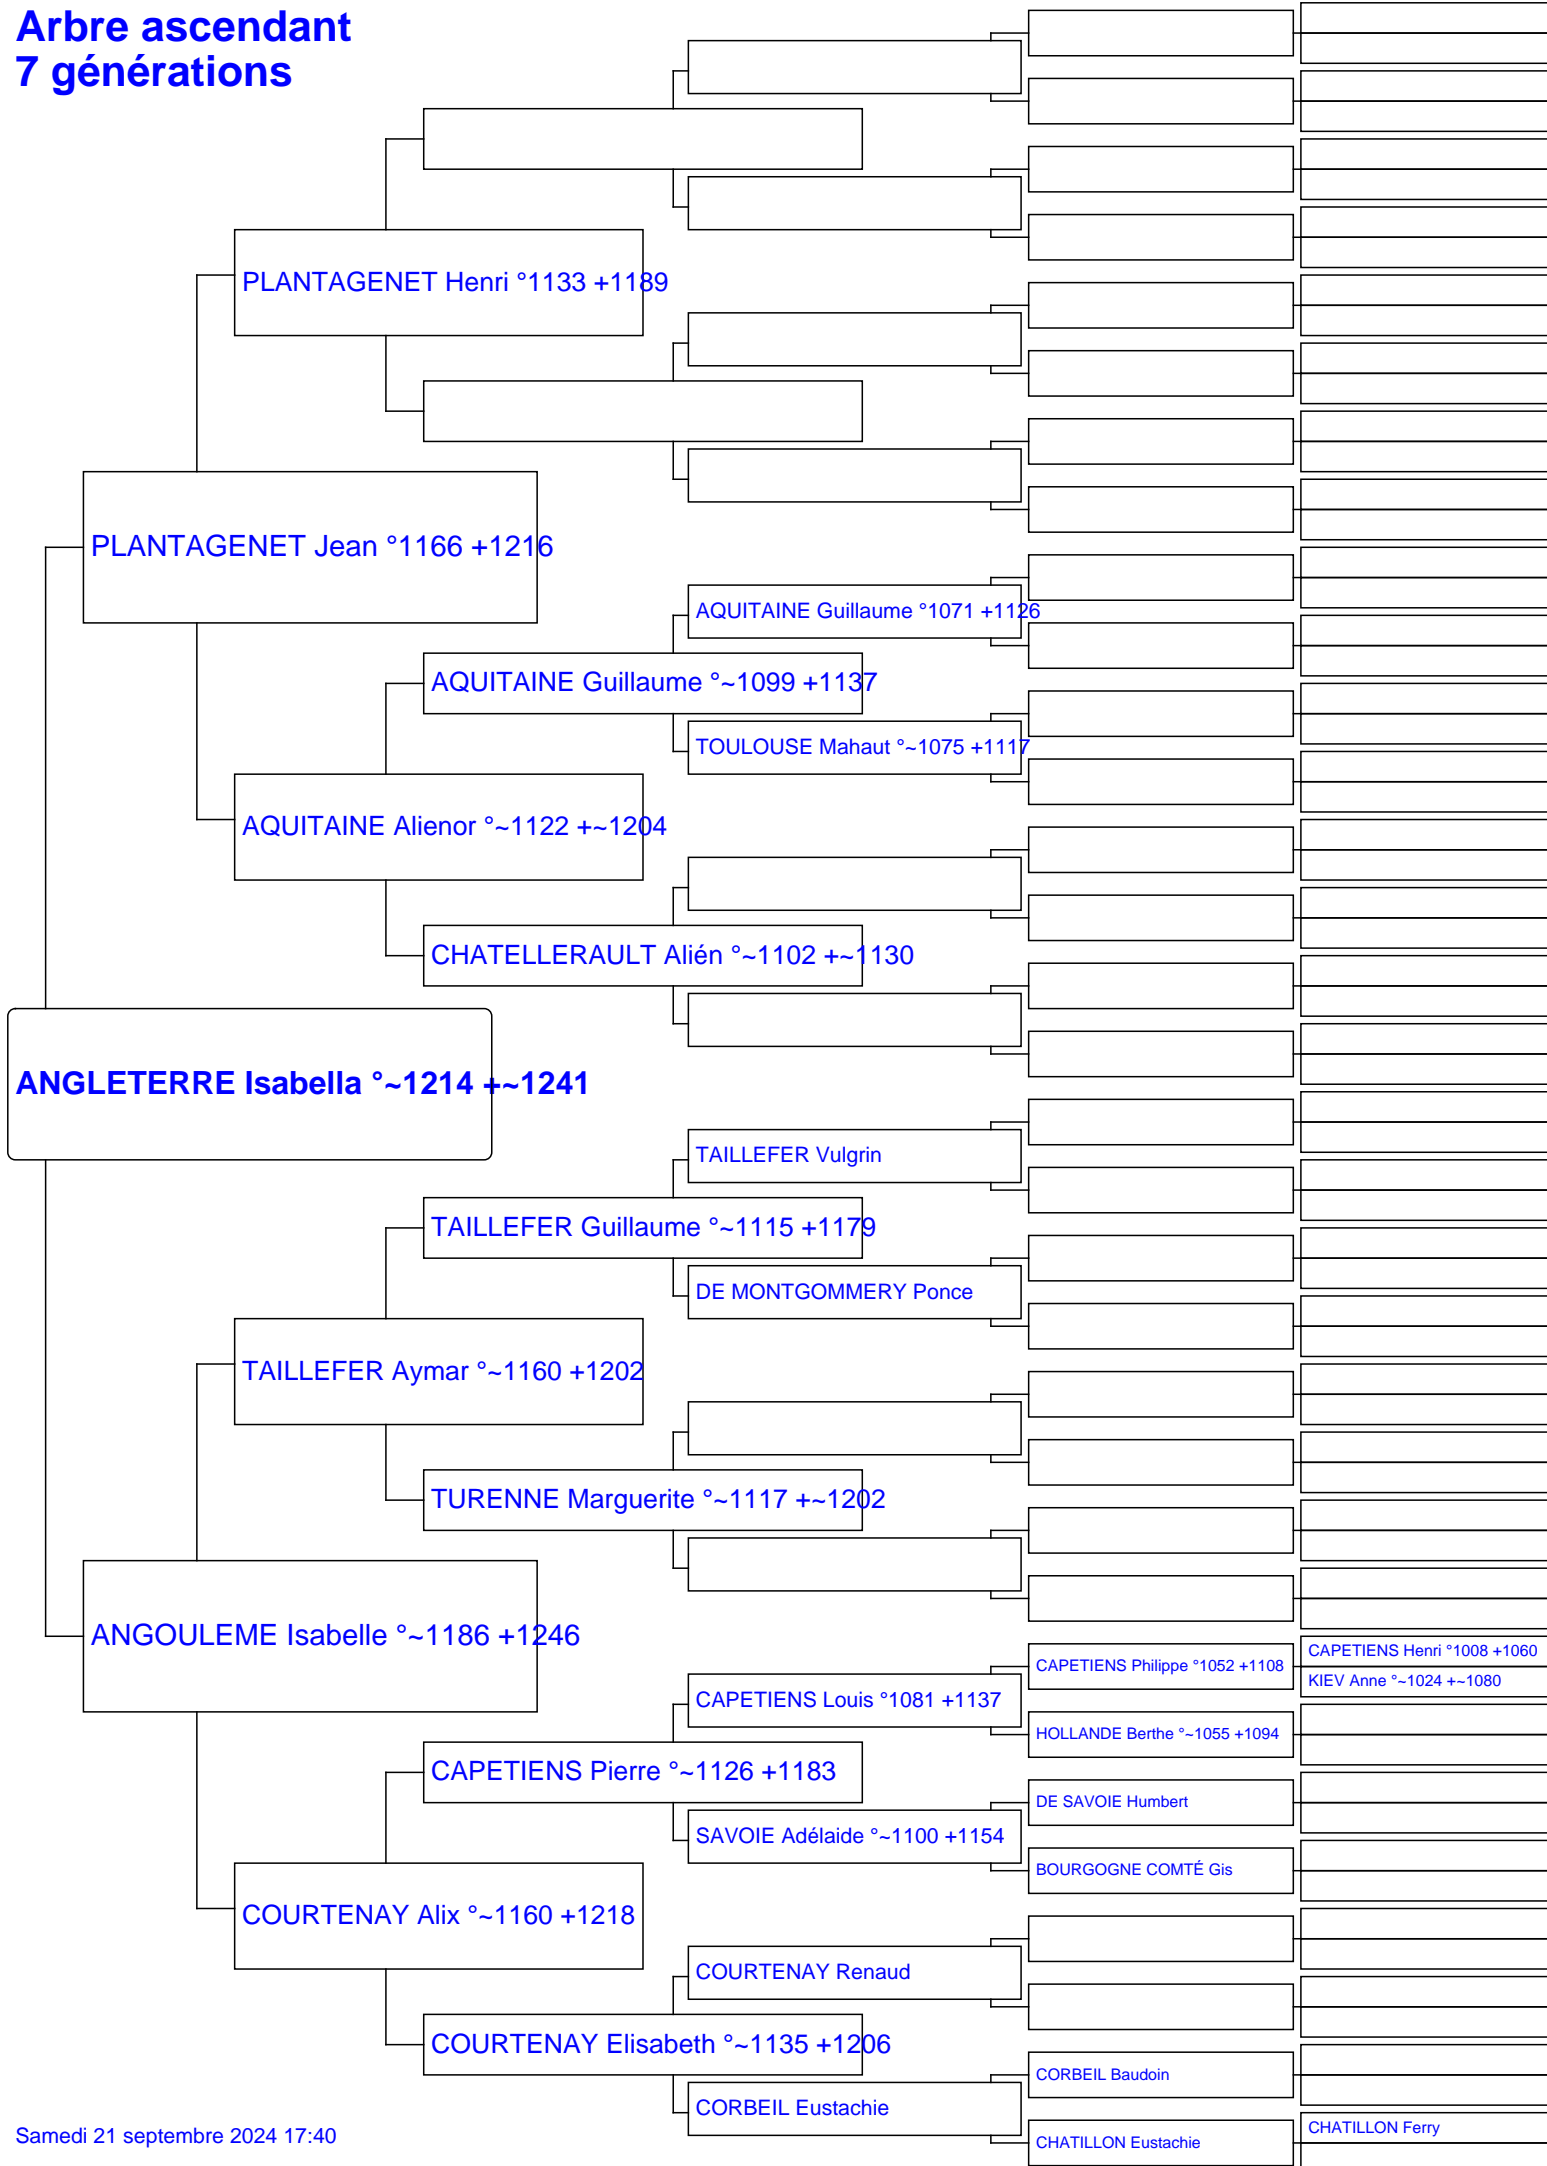 Arbre ascendant
7 générations
PLANTAGENET Henri °1133 +1189
PLANTAGENET Jean °1166 +1216
AQUITAINE Guillaume °1071 +1126
AQUITAINE Guillaume °~1099 +1137
TOULOUSE Mahaut °~1075 +1117
AQUITAINE Alienor °~1122 +~1204
CHATELLERAULT Alién °~1102 +~1130
ANGLETERRE Isabella °~1214 +~1241
TAILLEFER Vulgrin
TAILLEFER Guillaume °~1115 +1179
DE MONTGOMMERY Ponce
TAILLEFER Aymar °~1160 +1202
TURENNE Marguerite °~1117 +~1202
ANGOULEME Isabelle °~1186 +1246
CAPETIENS Henri °1008 +1060
CAPETIENS Philippe °1052 +1108
KIEV Anne °~1024 +~1080
CAPETIENS Louis °1081 +1137
HOLLANDE Berthe °~1055 +1094
CAPETIENS Pierre °~1126 +1183
DE SAVOIE Humbert
SAVOIE Adélaide °~1100 +1154
BOURGOGNE COMTÉ Gis
COURTENAY Alix °~1160 +1218
COURTENAY Renaud
COURTENAY Elisabeth °~1135 +1206
CORBEIL Baudoin
CORBEIL Eustachie
CHATILLON Ferry
CHATILLON Eustachie
Samedi 21 septembre 2024 17:40